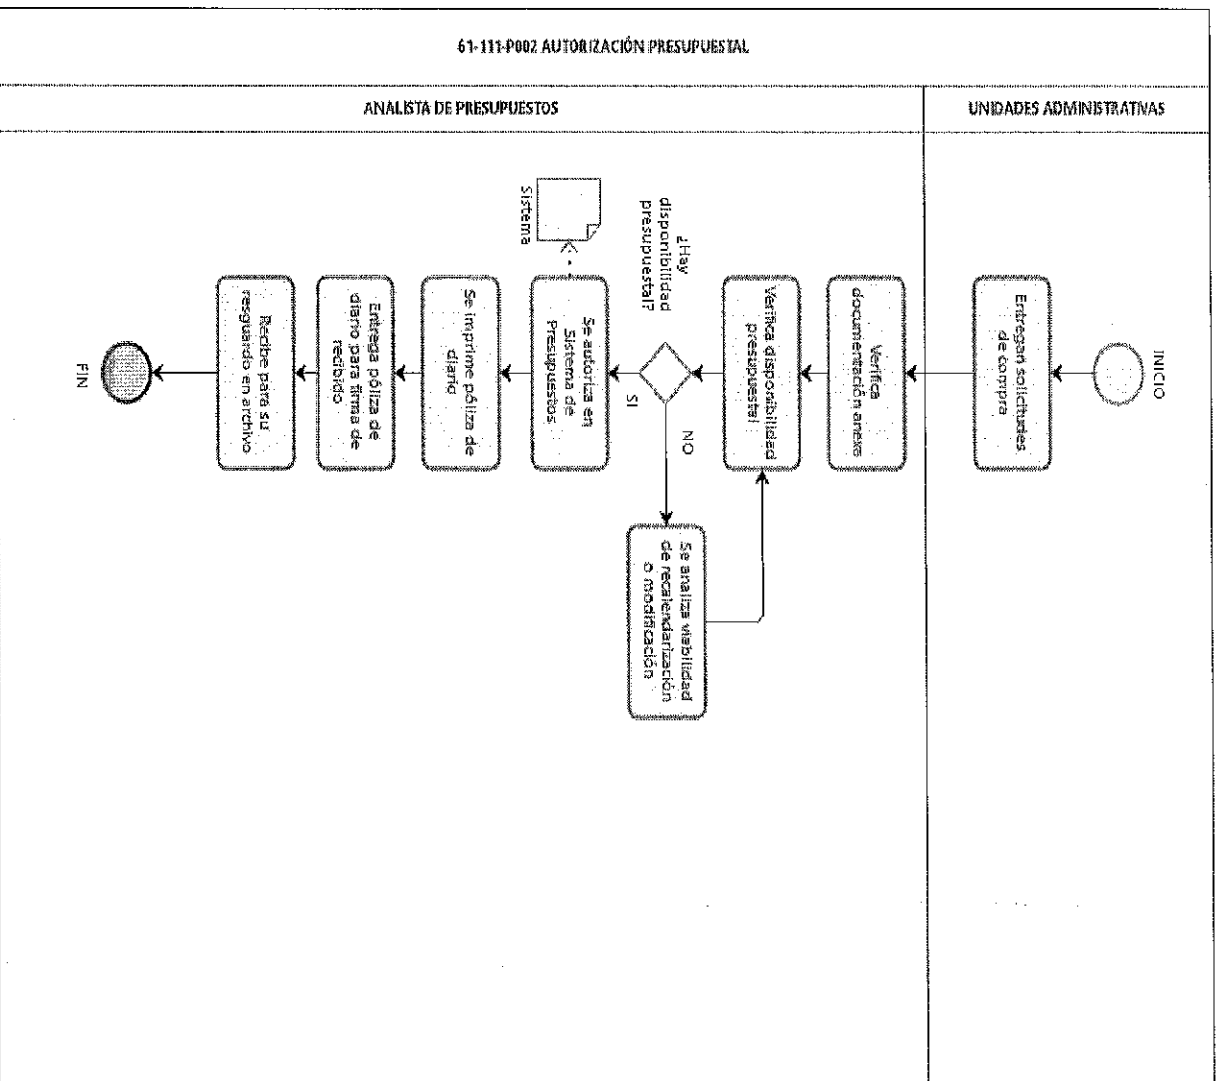 61-111-P002 AUTORIZACIÓN PRESUPUESTAL
UNIDADES ADMINISTRATIVAS
ANALISTA DE PRESUPUESTOS
INICIO
Entregan solicitudes
de compra
Verifica
documentación anexa
Verifica disponibilidad
presupuestal
¿Hay
disponibilidad
presupuestal?
NO
Se analiza viabilidad
de recalendarización
o modificación
SI
Se autoriza en
Sistema de
Presupuestos
Sistema
Se imprime póliza de
diario
Entrega póliza de
diario para firma de
recibido
Recibe para su
resguardo en archivo
FIN